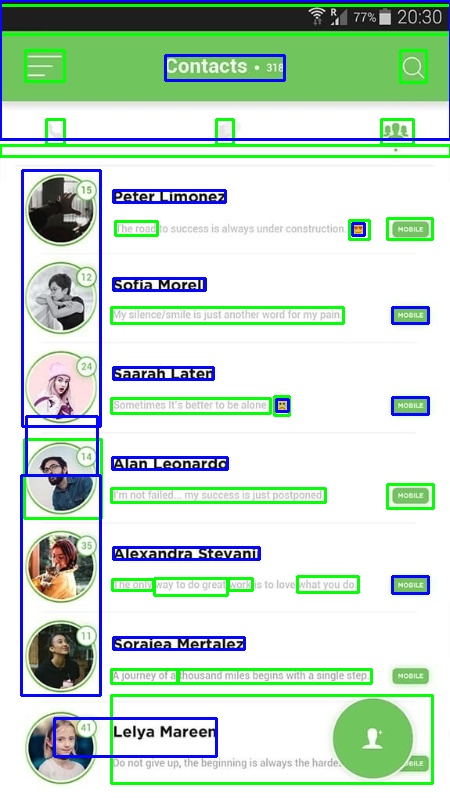 R 77% 20:30
Contacts • 318
15
Peter Limonez
The road to success is always under construction.
MOBILE
12
Sofia Morell
My silence/smile is just another word for my pain.
MOBILE
24
Saarah Laten
Sometimes it's better to be alone.
MOBILE
14
Alan Leonardo
I'm not failed... my success is just postponed.
MOBILE
35
Alexandra Stevani
The only way to do great work is to love what you do.
MOBILE
11
Soraiea Mertalez
A journey of a thousand miles begins with a single step.
MOBILE
41
Lelya Mareen
Do not give up, the beginning is always the harde